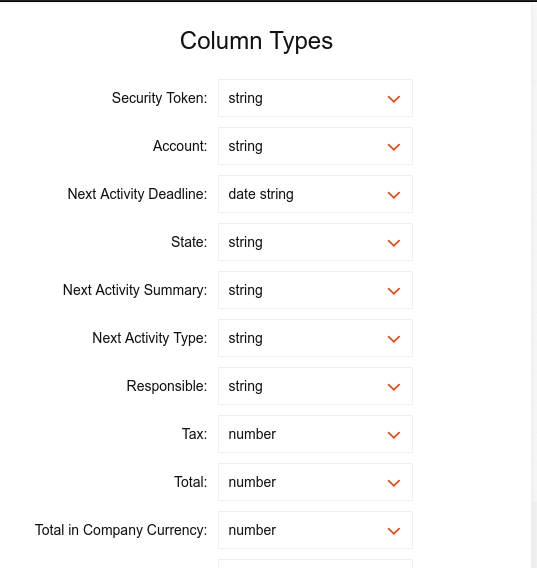 Column Types
Security Token: string
Account: string
Next Activity Deadline: date string
State: string
Next Activity Summary: string
Next Activity Type: string
Responsible: string
Tax: number
Total: number
Total in Company Currency: number